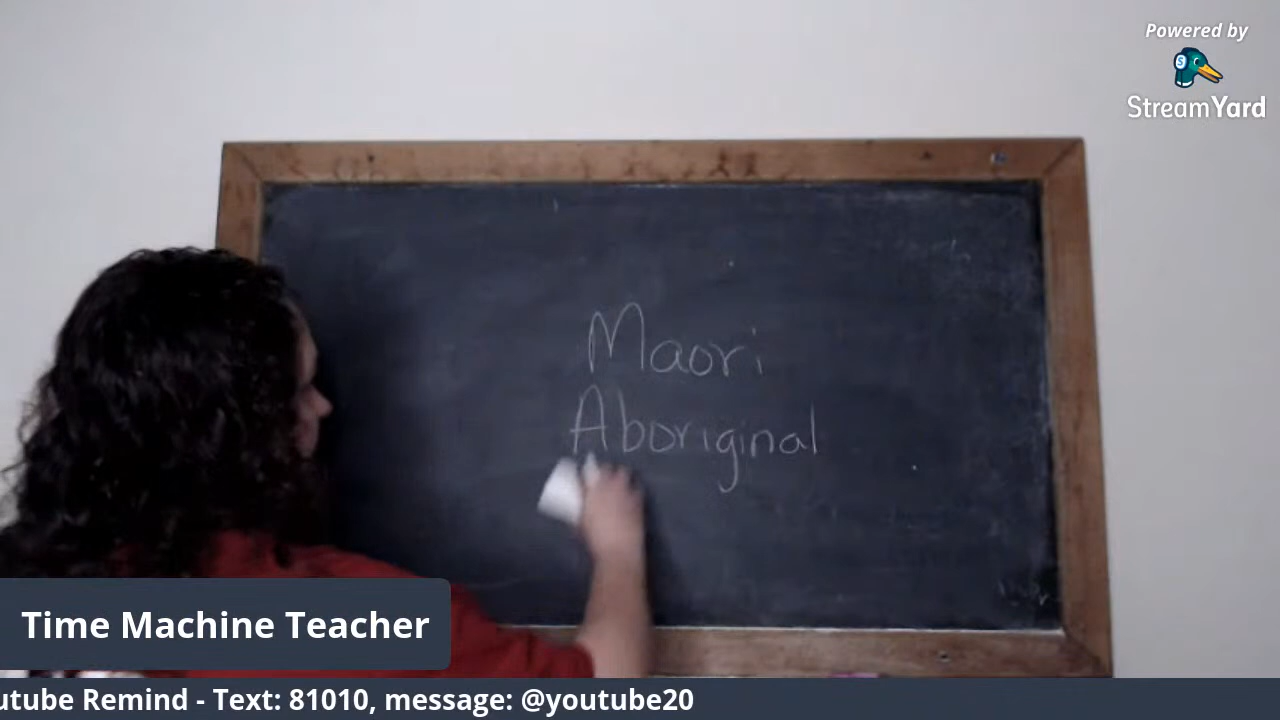 Powered by
StreamYard
Maori
Aboriginal
Time Machine Teacher
utube Remind - Text: 81010, message: @youtube20